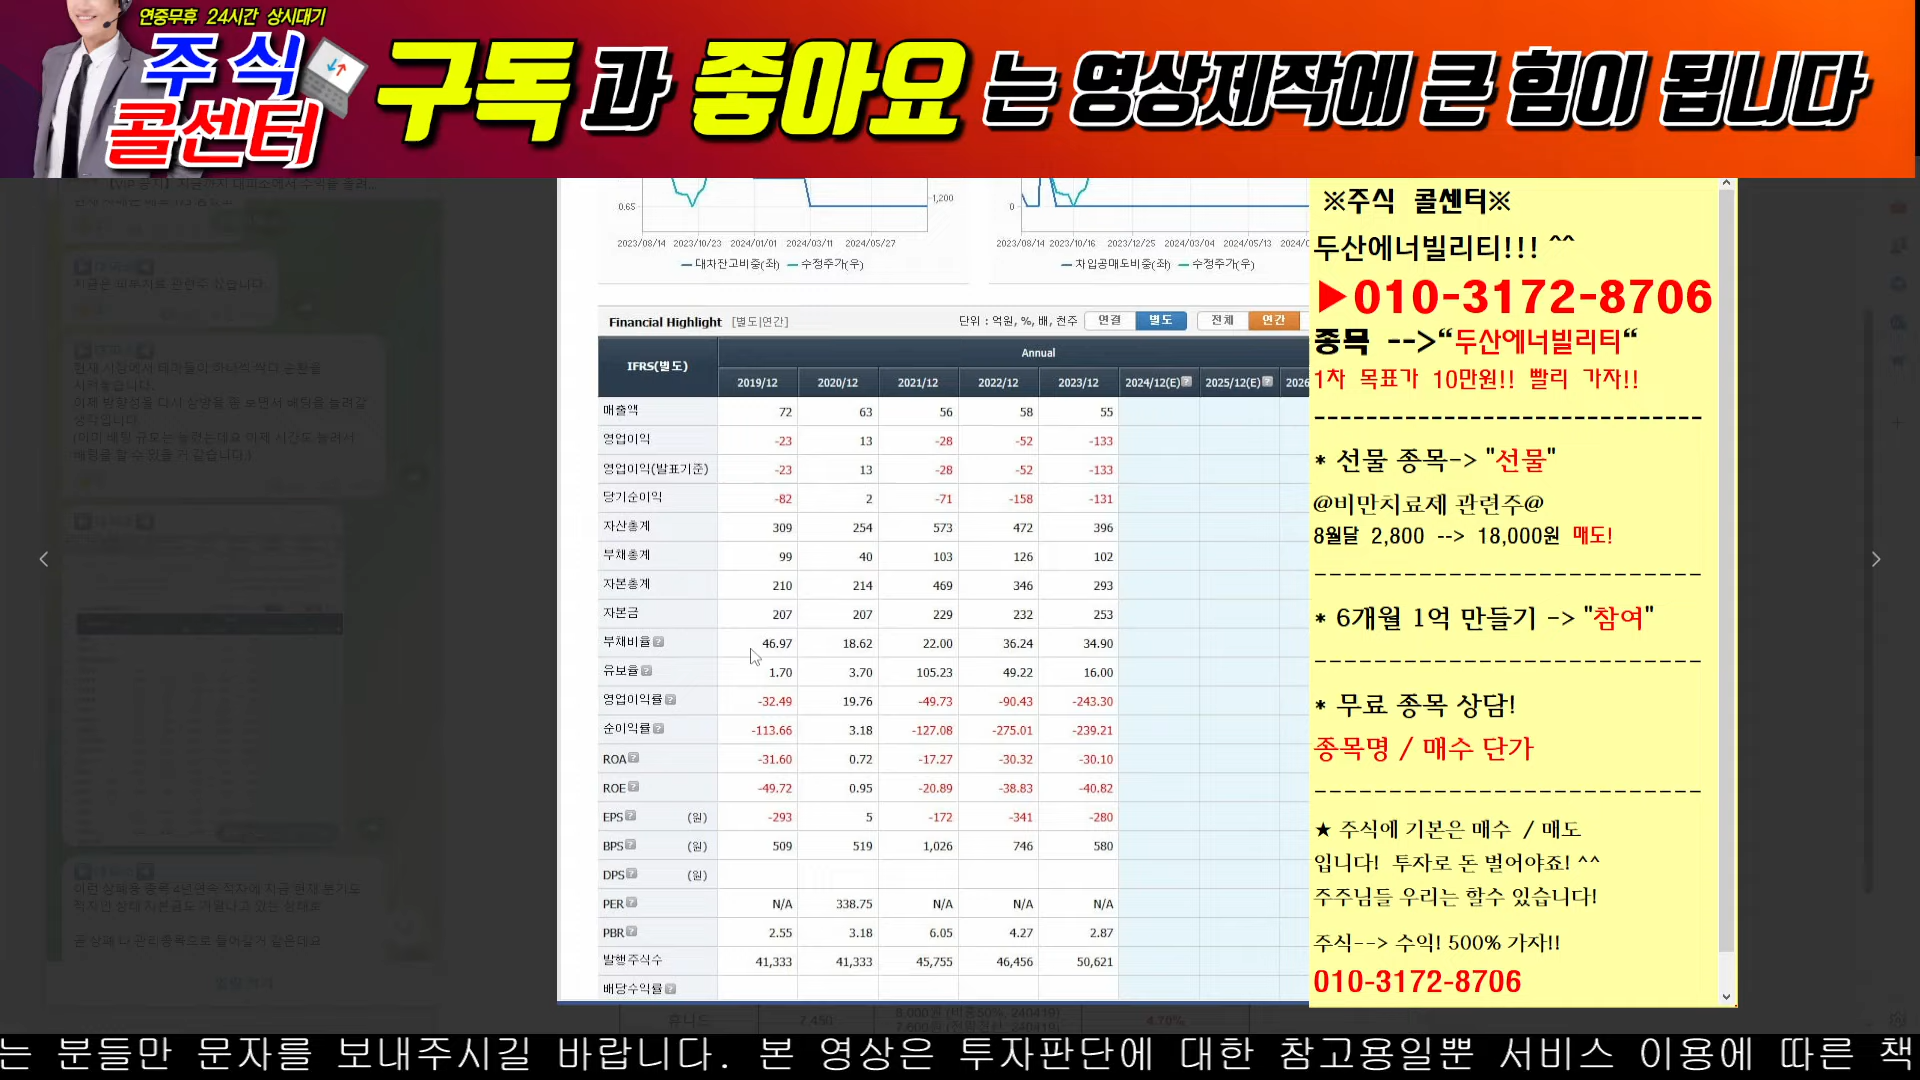 연중무휴 24시간 상시대기
주식
콜센터
구독과 좋아요는 영상제작에 큰 힘이 됩니다
0.65
1,200
2023/08/14 2023/10/23 2024/01/01 2024/03/11 2024/05/27
대차잔고비중(좌) 수정주가(우)
0
2023/08/14 2023/10/16 2023/12/25 2024/03/04 2024/05/13
차입공매도비중(좌) 수정주가(우)
Financial Highlight [별도|연간]
단위 : 억원, %, 배, 천주 연결 별도 전체 연간
IFRS(별도) Annual
2019/12 2020/12 2021/12 2022/12 2023/12 2024/12(E) 2025/12(E) 2026
매출액 72 63 56 58 55
영업이익 -23 13 -28 -52 -133
영업이익(발표기준) -23 13 -28 -52 -133
당기순이익 -82 2 -71 -158 -131
자산총계 309 254 573 472 396
부채총계 99 40 103 126 102
자본총계 210 214 469 346 293
자본금 207 207 229 232 253
부채비율 46.97 18.62 22.00 36.24 34.90
유보율 1.70 3.70 105.23 49.22 16.00
영업이익률 -32.49 19.76 -49.73 -90.43 -243.30
순이익률 -113.66 3.18 -127.08 -275.01 -239.21
ROA -31.60 0.72 -17.27 -30.32 -30.10
ROE -49.72 0.95 -20.89 -38.83 -40.82
EPS (원) -293 5 -172 -341 -280
BPS (원) 509 519 1,026 746 580
DPS (원)
PER N/A 338.75 N/A N/A N/A
PBR 2.55 3.18 6.05 4.27 2.87
발행주식수 41,333 41,333 45,755 46,456 50,621
배당수익률
※주식 콜센터※
두산에너빌리티!!! ^^
▶010-3172-8706
종목 -->“두산에너빌리티“
1차 목표가 10만원!! 빨리 가자!!
----------------------------
* 선물 종목-> "선물"
@비만치료제 관련주@
8월달 2,800 --> 18,000원 매도!
----------------------------
* 6개월 1억 만들기 -> "참여"
----------------------------
* 무료 종목 상담!
종목명 / 매수 단가
----------------------------
★ 주식에 기본은 매수 / 매도
입니다! 투자로 돈 벌어야죠! ^^
주주님들 우리는 할수 있습니다!
주식--> 수익! 500% 가자!!
010-3172-8706
휴니드 7,450 4.70%
는 분들만 문자를 보내주시길 바랍니다. 본 영상은 투자판단에 대한 참고용일뿐 서비스 이용에 따른 책